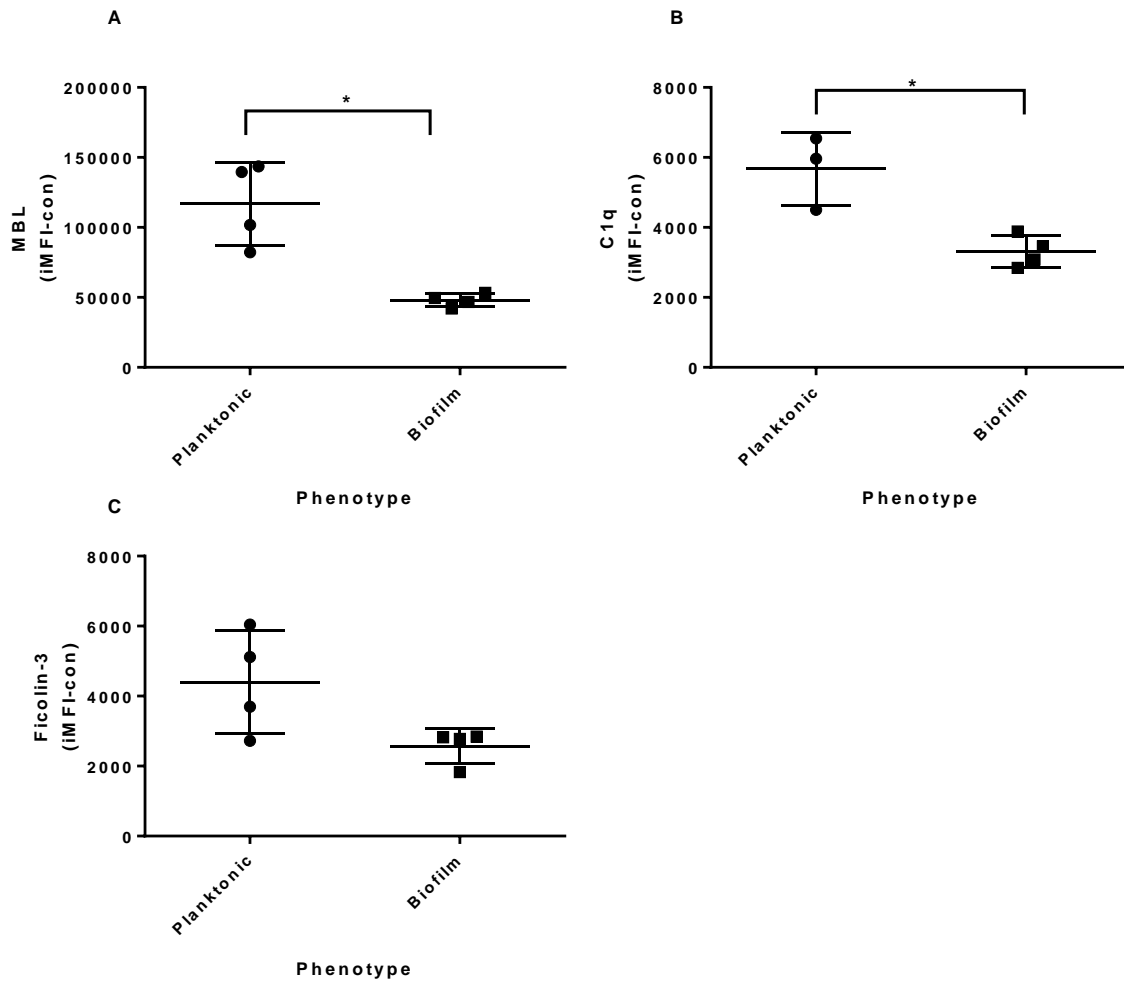 A
MBL
(iMFI-con)
200000
150000
100000
50000
0
*
Planktonic
Biofilm
Phenotype
B
C1q
(iMFI-con)
8000
6000
4000
2000
0
*
Planktonic
Biofilm
Phenotype
C
Ficolin-3
(iMFI-con)
8000
6000
4000
2000
0
Planktonic
Biofilm
Phenotype